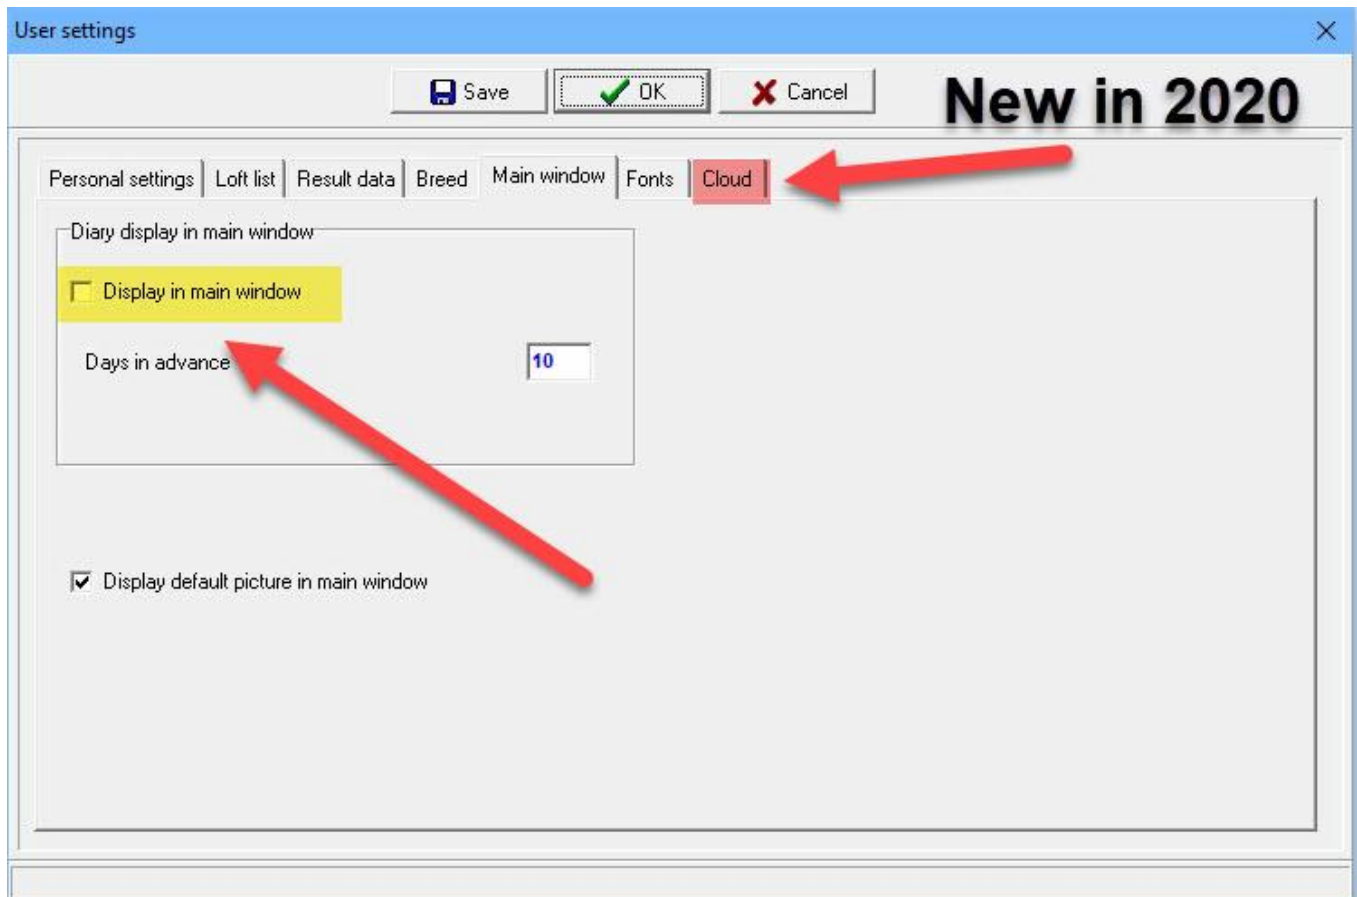 User settings
Save OK Cancel
New in 2020
Personal settings Loft list Result data Breed Main window Fonts Cloud
Diary display in main window
Display in main window
Days in advance 10
Display default picture in main window